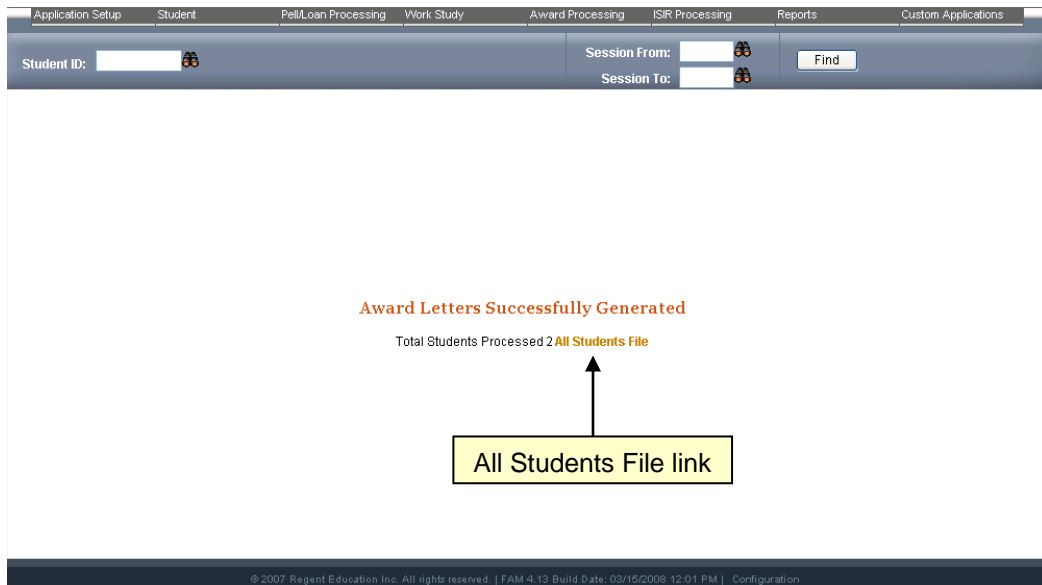 Application Setup Student Pell/Loan Processing Work Study Award Processing ISIR Processing Reports Custom Applications
Student ID: Session From: Find
Session To:
Award Letters Successfully Generated
Total Students Processed 2 All Students File
All Students File link
© 2007 Regent Education Inc. All rights reserved. | FAM 4.13 Build Date: 03/15/2008 12:01 PM | Configuration